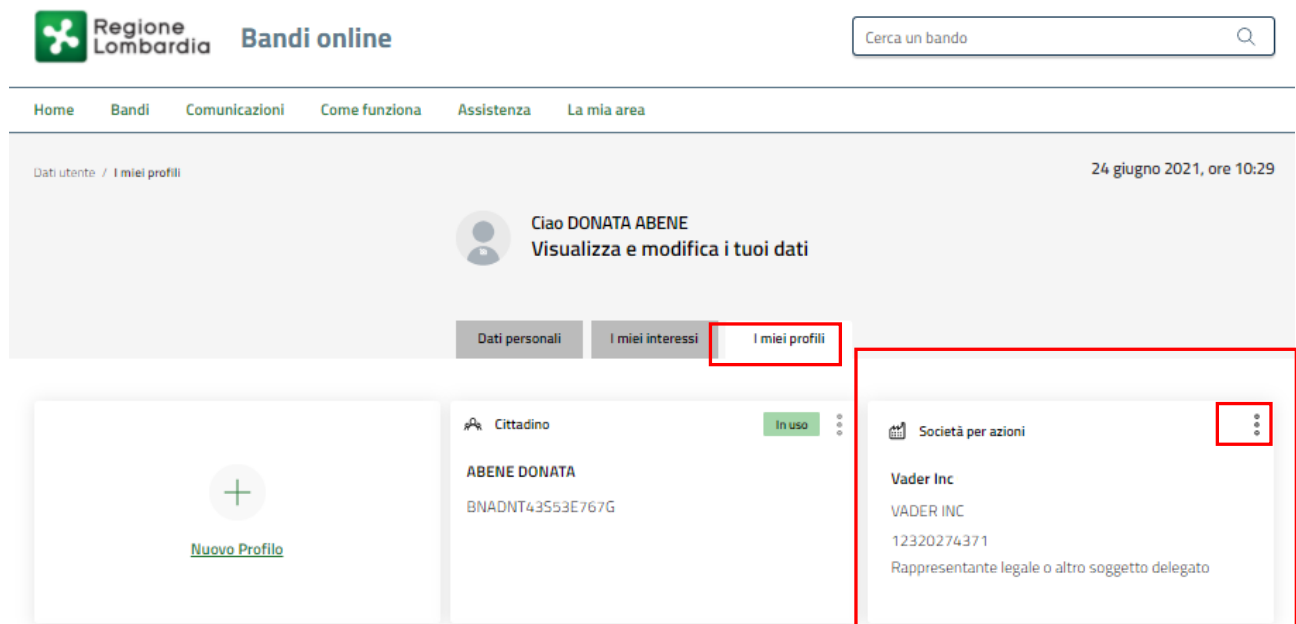 Regione
Lombardia
Bandi online
Cerca un bando
Home Bandi Comunicazioni Come funziona Assistenza La mia area
Dati utente / I miei profili
24 giugno 2021, ore 10:29
Ciao DONATA ABENE
Visualizza e modifica i tuoi dati
Dati personali I miei interessi I miei profili
Nuovo Profilo
Cittadino In uso
ABENE DONATA
BNADNT43S53E767G
Società per azioni
Vader Inc
VADER INC
12320274371
Rappresentante legale o altro soggetto delegato